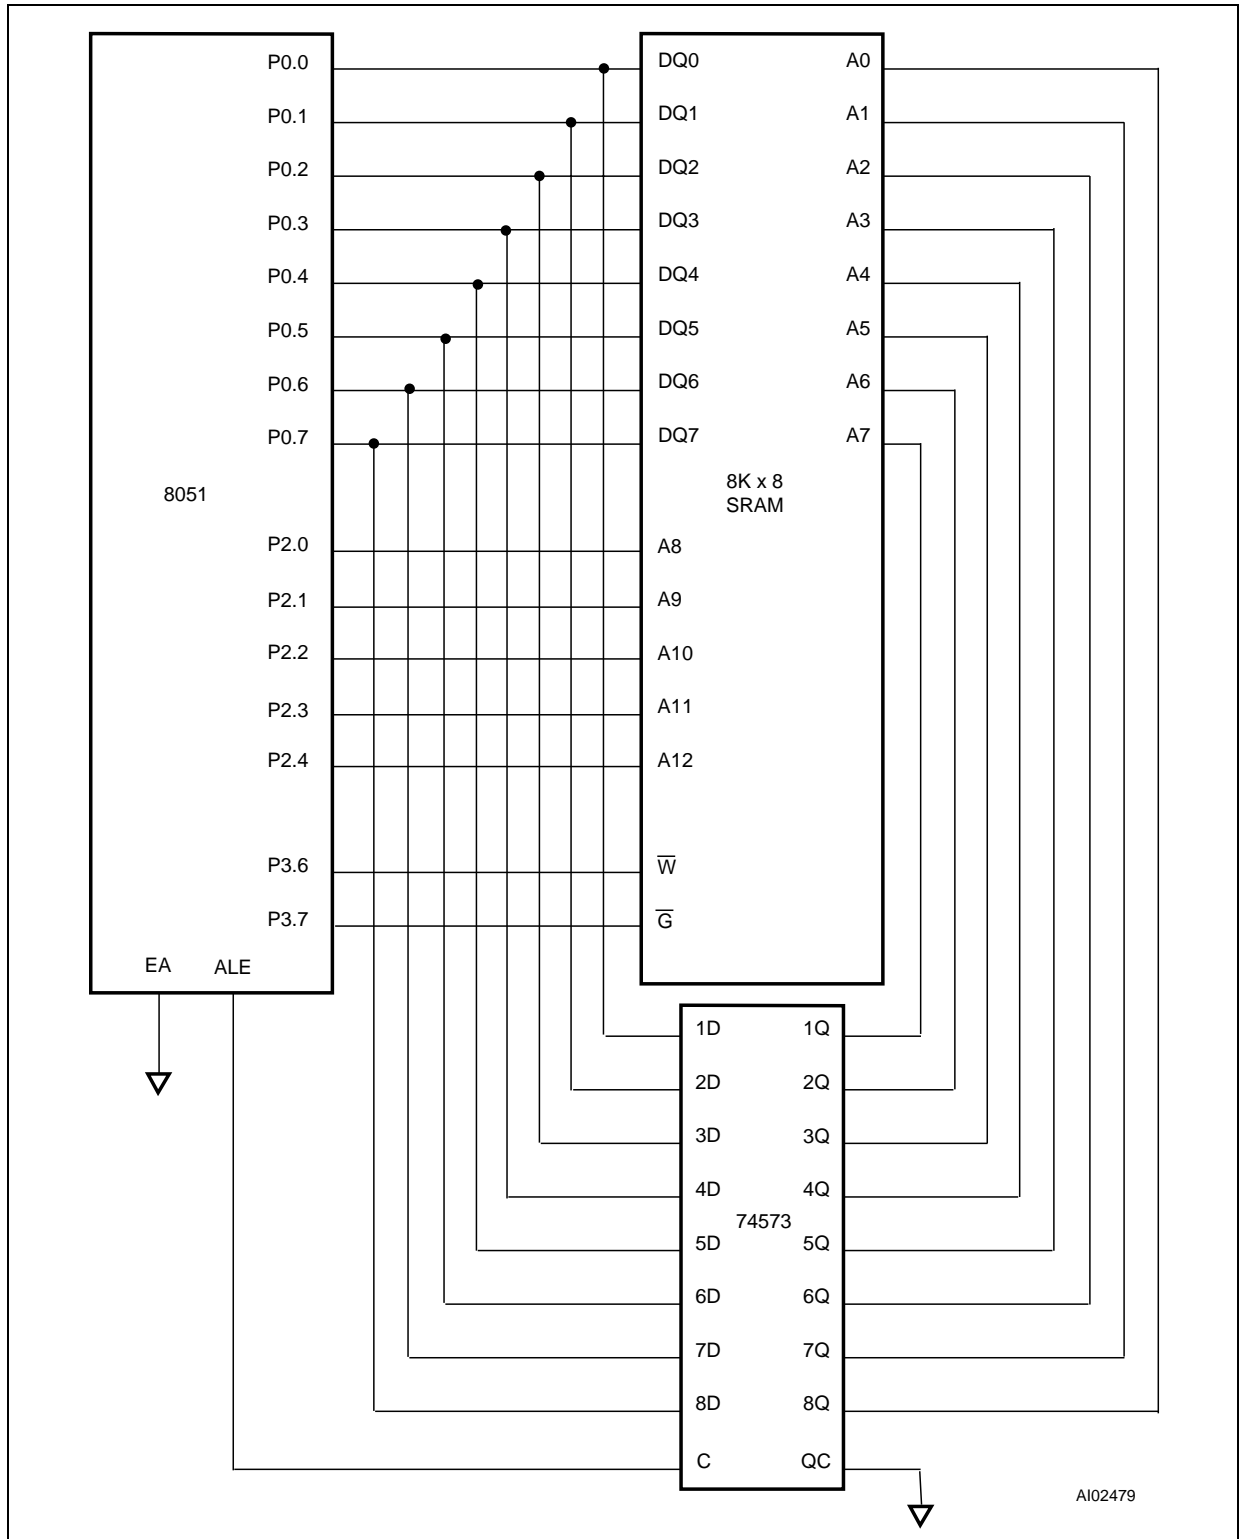 P0.0 DQ0 A0
P0.1 DQ1 A1
P0.2 DQ2 A2
P0.3 DQ3 A3
P0.4 DQ4 A4
P0.5 DQ5 A5
P0.6 DQ6 A6
P0.7 DQ7 A7
8051
8K x 8
SRAM
P2.0 A8
P2.1 A9
P2.2 A10
P2.3 A11
P2.4 A12
P3.6 W̅
P3.7 G̅
EA ALE
1D 1Q
2D 2Q
3D 3Q
4D 4Q
74573
5D 5Q
6D 6Q
7D 7Q
8D 8Q
C QC
AI02479